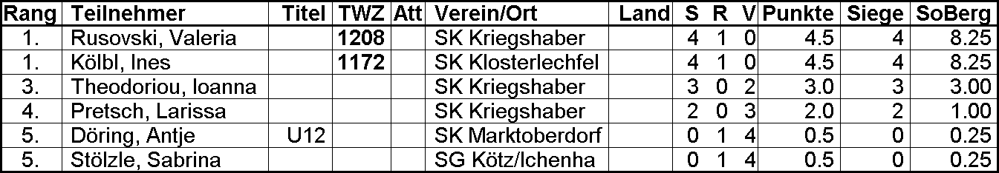 Rang Teilnehmer Titel TWZ Att Verein/Ort Land S R V Punkte Siege SoBerg
1. Rusovski, Valeria 1208 SK Kriegshaber 4 1 0 4.5 4 8.25
1. Kölbl, Ines 1172 SK Klosterlechfel 4 1 0 4.5 4 8.25
3. Theodoriou, Ioanna SK Kriegshaber 3 0 2 3.0 3 3.00
4. Pretsch, Larissa SK Kriegshaber 2 0 3 2.0 2 1.00
5. Döring, Antje U12 SK Marktoberdorf 0 1 4 0.5 0 0.25
5. Stölzle, Sabrina SG Kötz/Ichenha 0 1 4 0.5 0 0.25